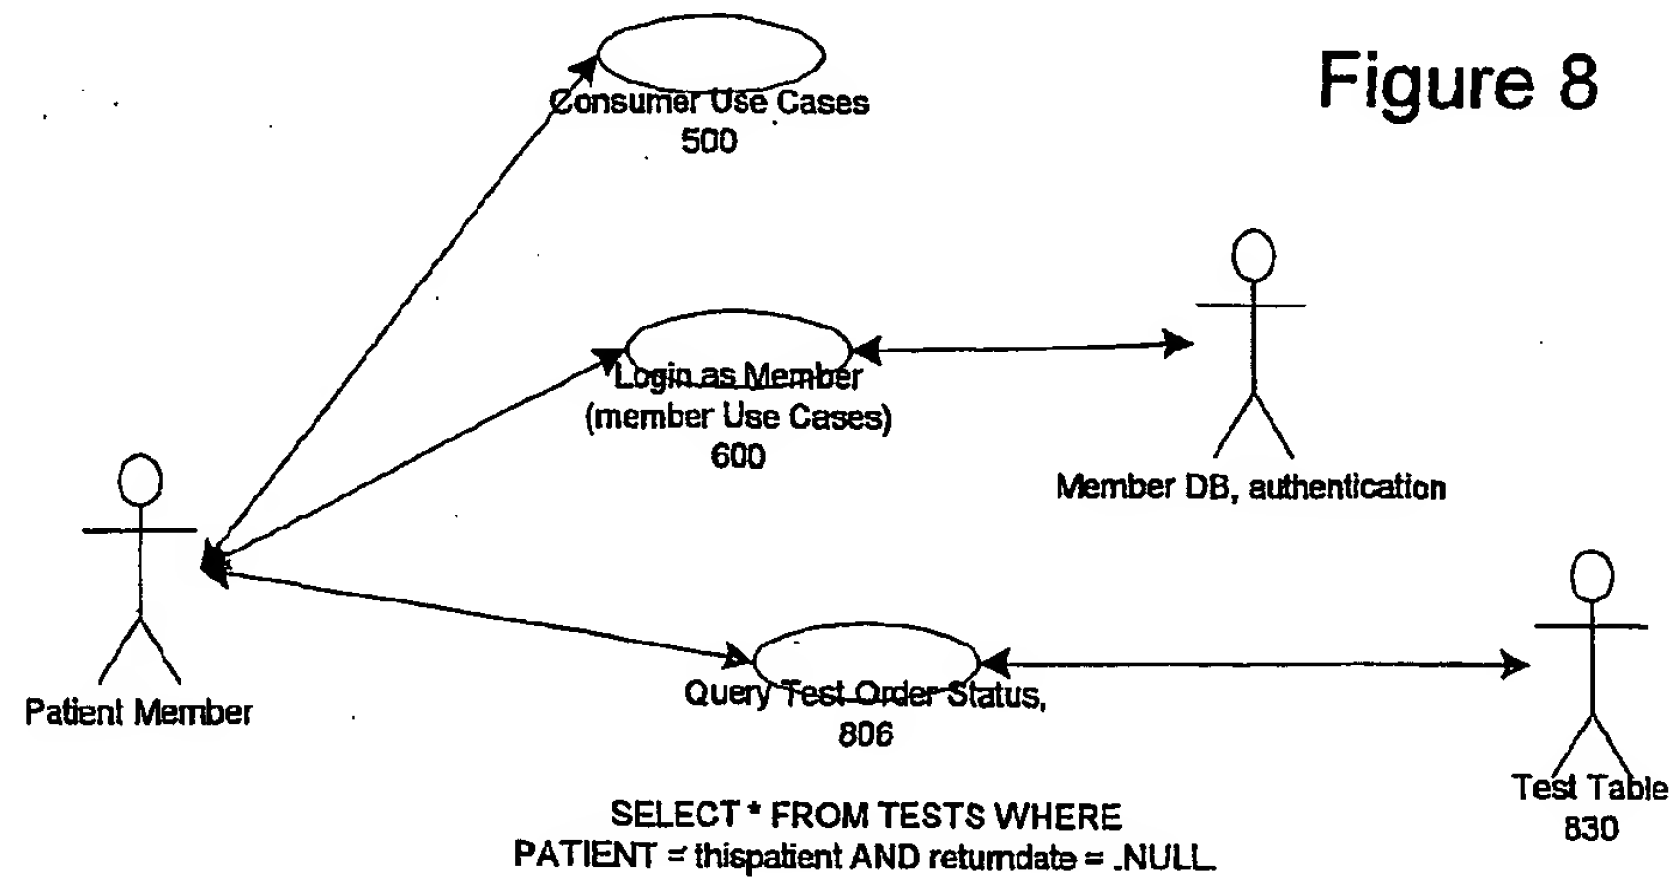 Figure 8
Consumer Use Cases
500
Login as Member
(member Use Cases)
600
Member DB, authentication
Patient Member
Query Test Order Status,
806
Test Table
830
SELECT * FROM TESTS WHERE
PATIENT = thispatient AND returndate = .NULL.